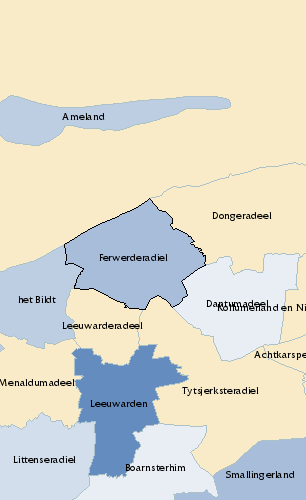 Ameland
Dongeradeel
Ferwerderadiel
het Bildt
Dantumadeel
Kollumerland en Ni
Leeuwarderadeel
Achtkarspe
Menaldumadeel
Tytsjerksteradiel
Leeuwarden
Littenseradiel
Boarnsterhim
Smallingerland